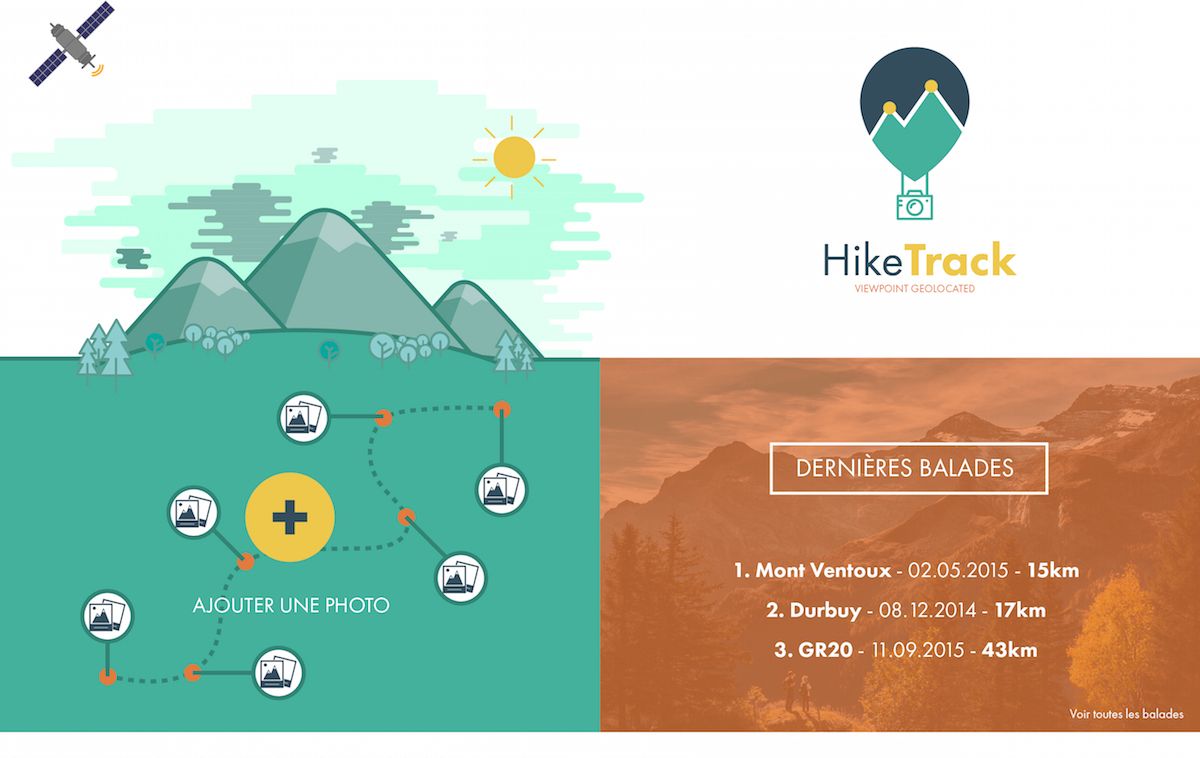 HikeTrack
VIEWPOINT GEOLOCATED
AJOUTER UNE PHOTO
DERNIÈRES BALADES
1. Mont Ventoux - 02.05.2015 - 15km
2. Durbuy - 08.12.2014 - 17km
3. GR20 - 11.09.2015 - 43km
Voir toutes les balades